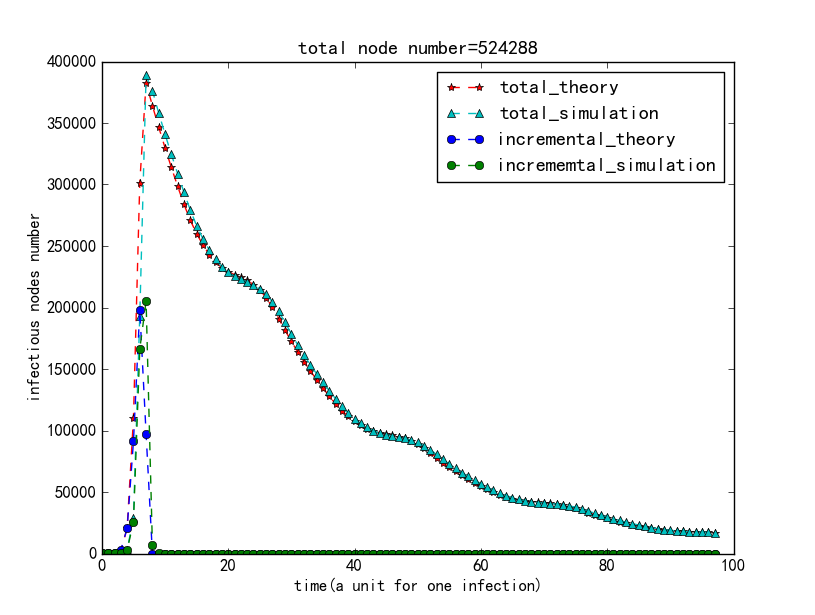 total node number=524288
400000
350000
300000
250000
200000
150000
100000
50000
0
infectious nodes number
total_theory
total_simulation
incremental_theory
incrememtal_simulation
0 20 40 60 80 100
time(a unit for one infection)